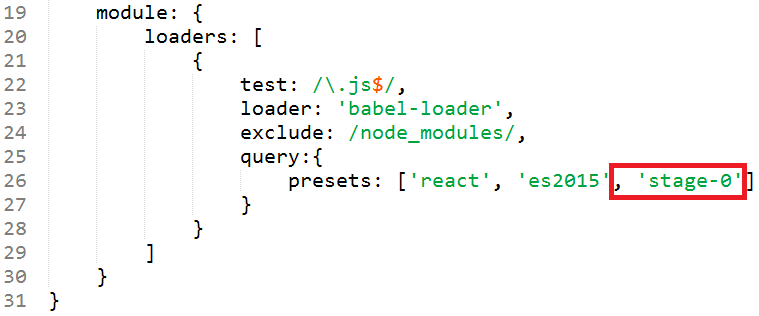 19     module: {
20         loaders: [
21             {
22                 test: /\.js$/,
23                 loader: 'babel-loader',
24                 exclude: /node_modules/,
25                 query:{
26                     presets: ['react', 'es2015', 'stage-0']
27                 }
28             }
29         ]
30     }
31 }